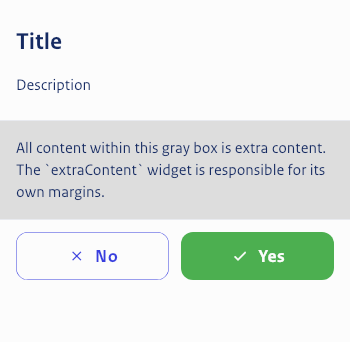 Title
Description
All content within this gray box is extra content.
The `extraContent` widget is responsible for its
own margins.
No
Yes